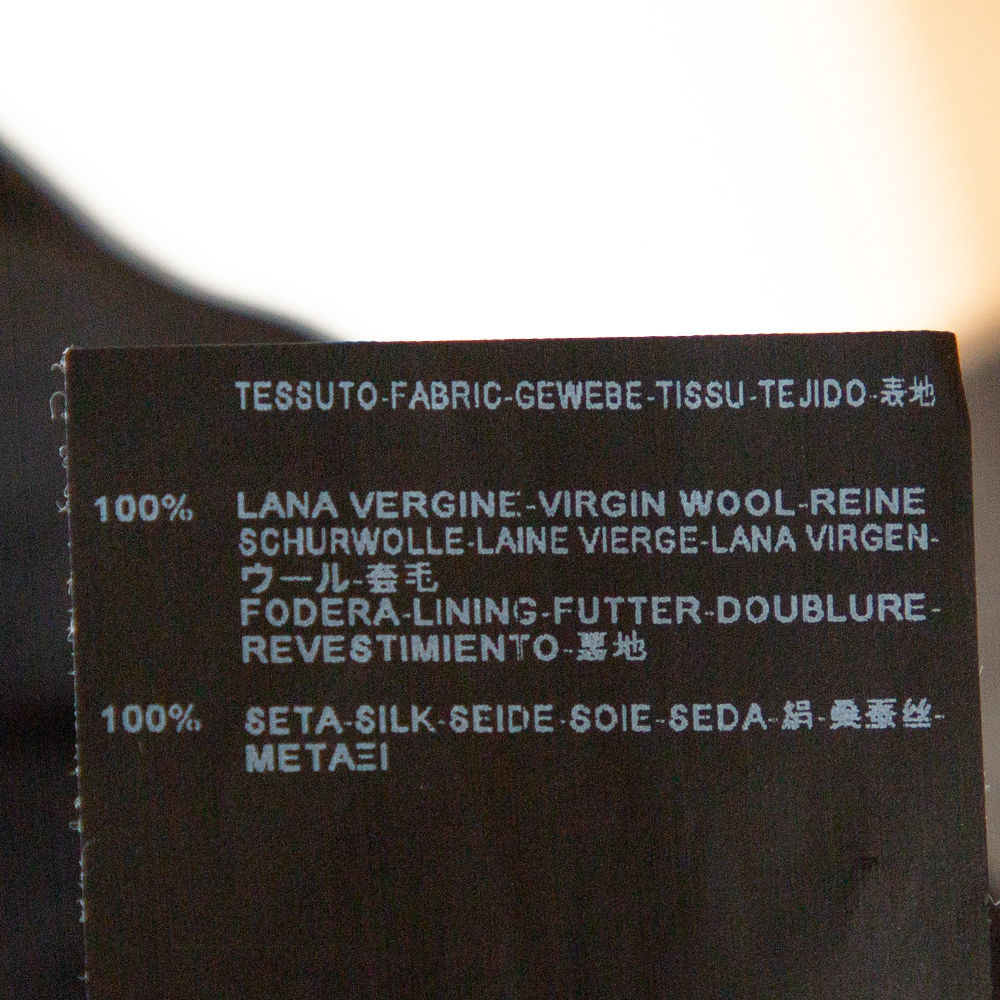 TESSUTO-FABRIC-GEWEBE-TISSU-TEJIDO-表地
100% LANA VERGINE-VIRGIN WOOL-REINE
SCHURWOLLE-LAINE VIERGE-LANA VIRGEN-
ウール-套毛
FODERA-LINING-FUTTER-DOUBLURE-
REVESTIMIENTO-裏地
100% SETA-SILK-SEIDE-SOIE-SEDA-絹-桑蚕丝-
ΜΕΤΑΞΙ